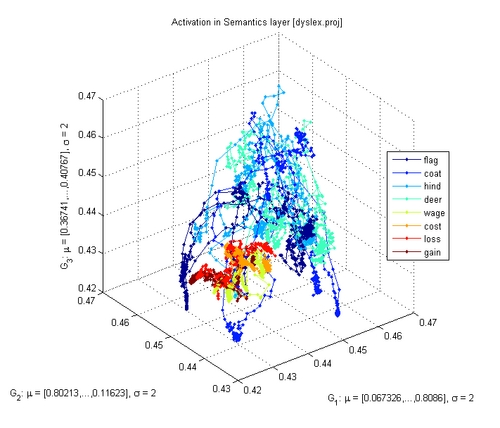 Activation in Semantics layer [dyslex.proj]
0.47
0.46
0.45
0.44
0.43
0.42
G3: μ = [0.36741,...,0.40767], σ = 2
flag
coat
hind
deer
wage
cost
loss
gain
0.47
0.46
0.45
0.44
0.43
0.42
0.43
0.44
0.45
0.46
0.47
G2: μ = [0.80213,...,0.11623], σ = 2
G1: μ = [0.067326,...,0.8086], σ = 2